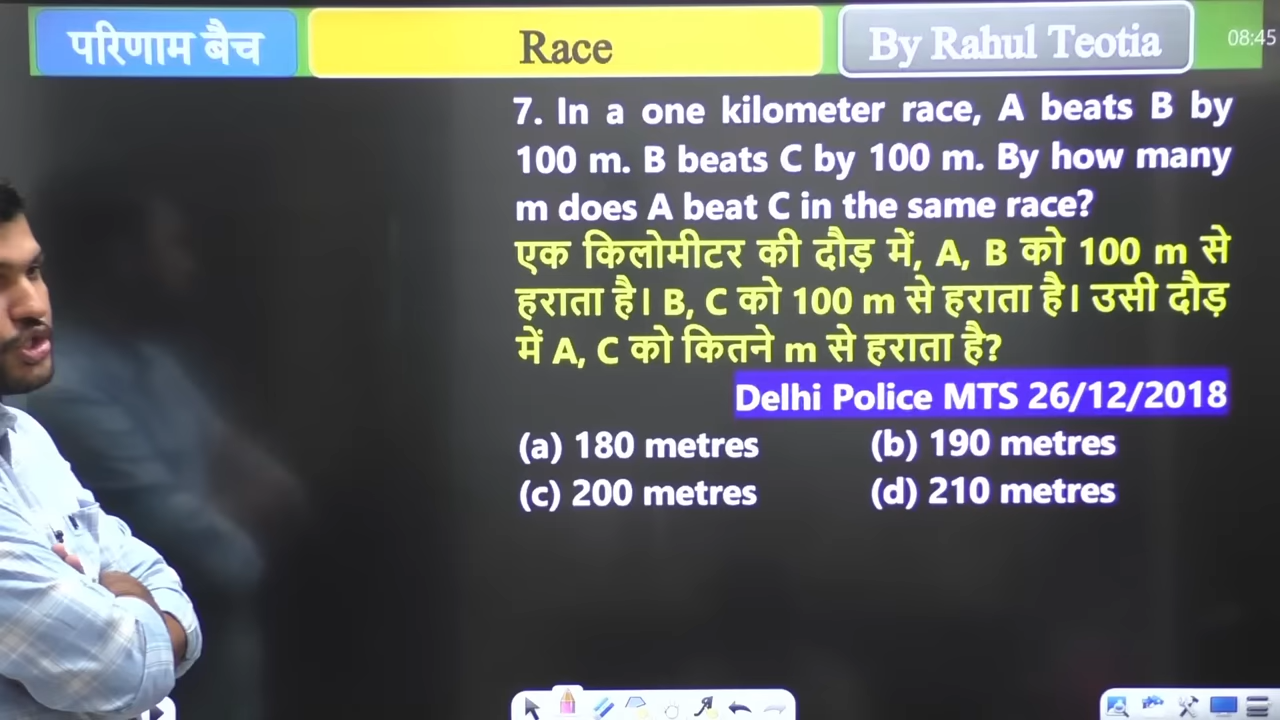 परिणाम बैच
Race
By Rahul Teotia
08:45
7. In a one kilometer race, A beats B by
100 m. B beats C by 100 m. By how many
m does A beat C in the same race?
एक किलोमीटर की दौड़ में, A, B को 100 m से
हराता है। B, C को 100 m से हराता है। उसी दौड़
में A, C को कितने m से हराता है?
Delhi Police MTS 26/12/2018
(a) 180 metres (b) 190 metres
(c) 200 metres (d) 210 metres